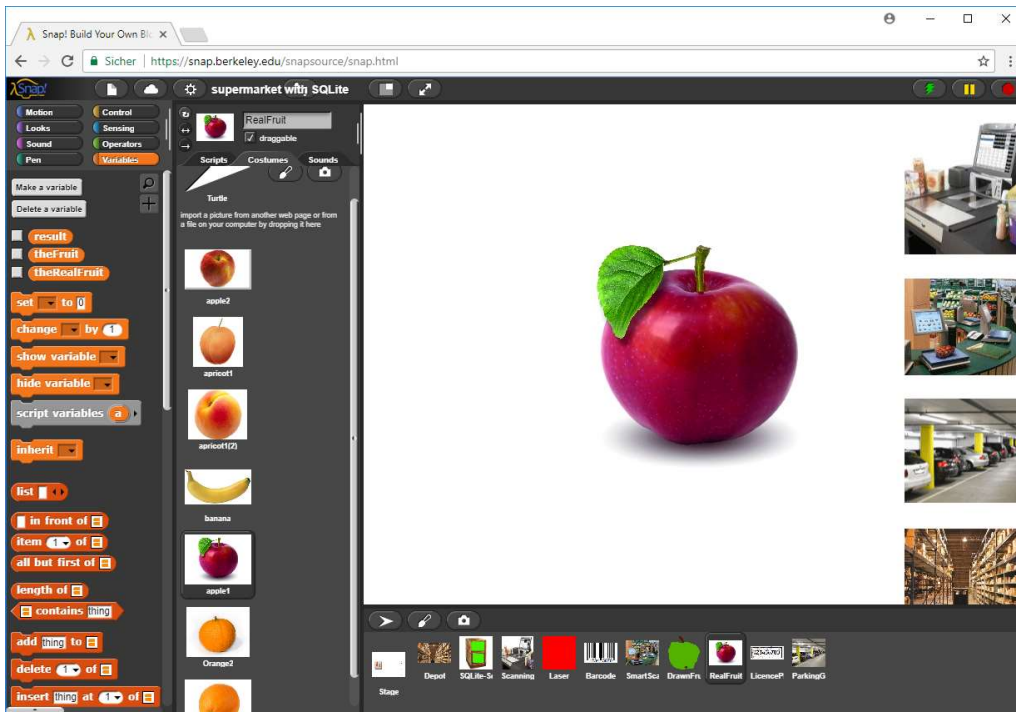 Snap! Build Your Own Blo
Sicher | https://snap.berkeley.edu/snapsource/snap.html
λSnap!
supermarket with SQLite
Motion
Control
Looks
Sensing
Sound
Operators
Pen
Variables
RealFruit
draggable
Scripts
Costumes
Sounds
Make a variable
Delete a variable
result
theFruit
theRealFruit
set to 0
change by 1
show variable
hide variable
script variables a
inherit
list
in front of
item 1 of
all but first of
length of
contains thing
add thing to
delete 1 of
insert thing at 1 of
Turtle
import a picture from another web page or from
a file on your computer by dropping it here
apple2
apricot1
apricot1(2)
banana
apple1
Orange2
Stage
Depot
SQLite-S
Scanning
Laser
Barcode
SmartSca
DrawnFru
RealFruit
LicenceP
ParkingG